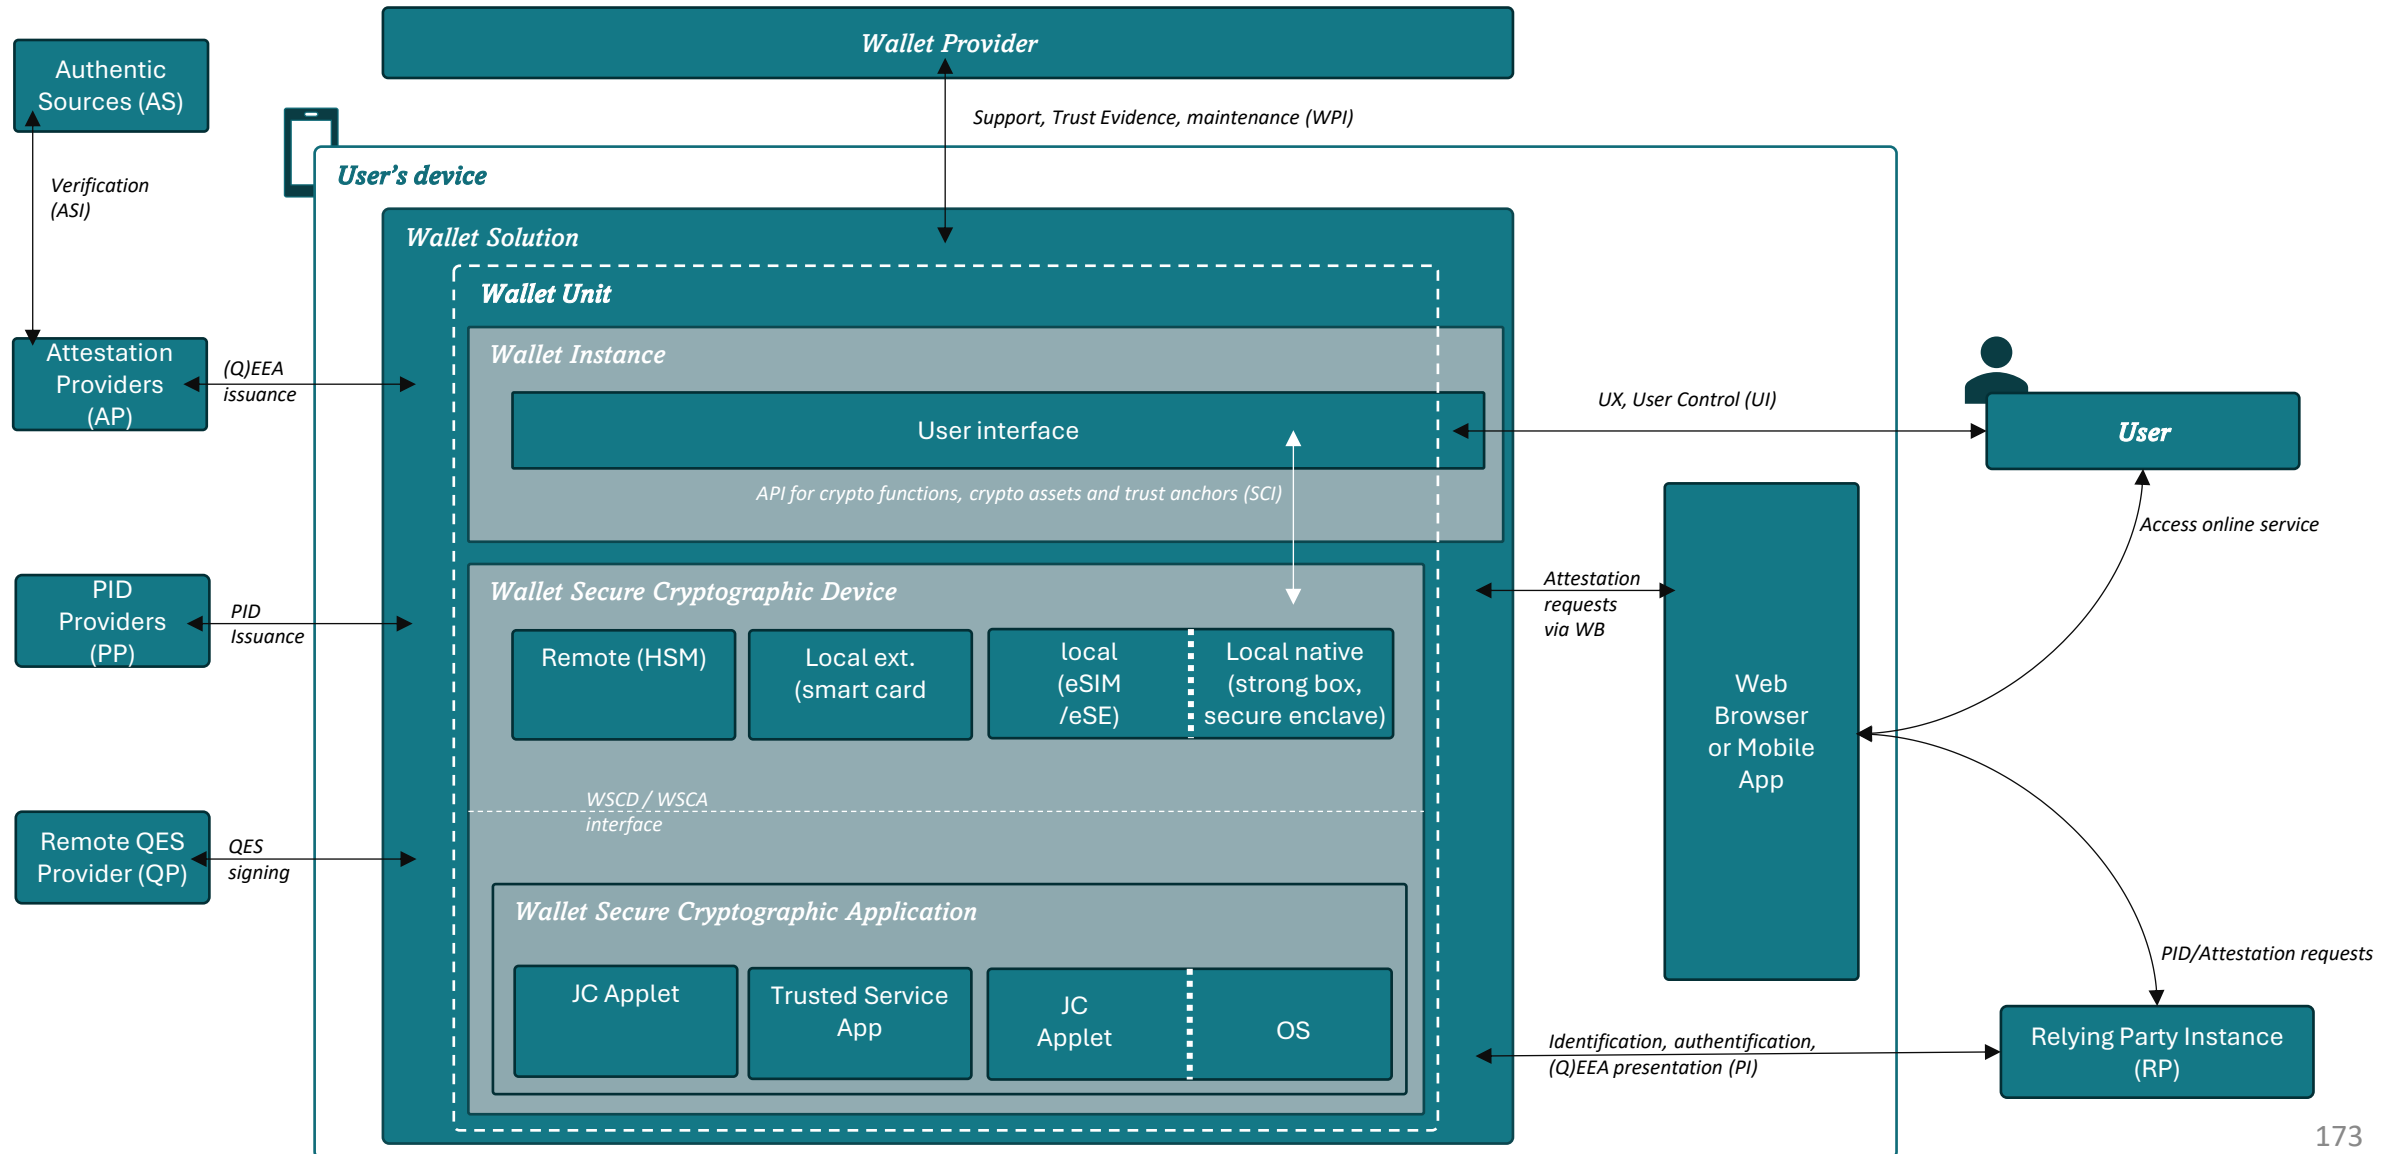 Wallet Provider
Authentic
Sources (AS)
Support, Trust Evidence, maintenance (WPI)
User's device
Verification
(ASI)
Wallet Solution
Wallet Unit
Attestation
Providers
(AP)
(Q)EEA
issuance
Wallet Instance
User interface
API for crypto functions, crypto assets and trust anchors (SCI)
UX, User Control (UI)
User
Access online service
PID
Providers
(PP)
PID
Issuance
Wallet Secure Cryptographic Device
Remote (HSM)
Local ext.
(smart card
local
(eSIM
/eSE)
Local native
(strong box,
secure enclave)
Attestation
requests
via WB
Web
Browser
or Mobile
App
WSCD / WSCA
interface
Remote QES
Provider (QP)
QES
signing
Wallet Secure Cryptographic Application
JC Applet
Trusted Service
App
JC
Applet
OS
PID/Attestation requests
Identification, authentification,
(Q)EEA presentation (PI)
Relying Party Instance
(RP)
173